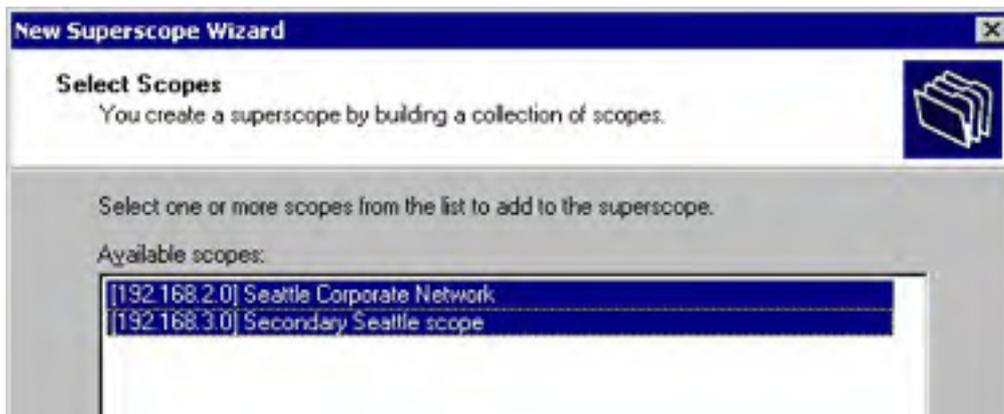 New Superscope Wizard
Select Scopes
You create a superscope by building a collection of scopes.
Select one or more scopes from the list to add to the superscope.
Available scopes:
[192.168.2.0] Seattle Corporate Network
[192.168.3.0] Secondary Seattle scope